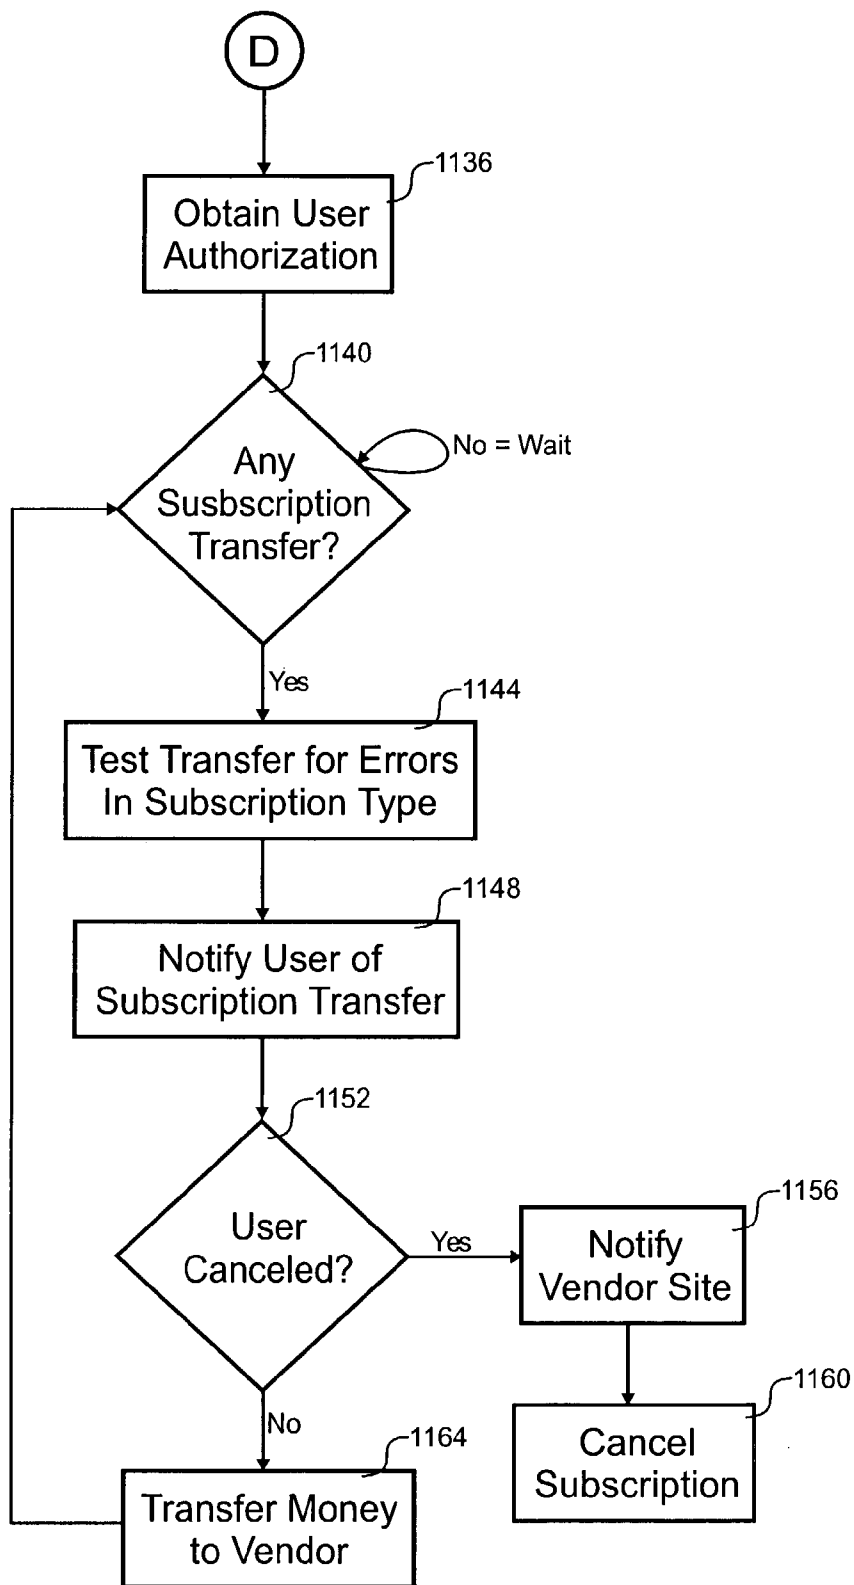 D
1136
Obtain User
Authorization
1140
Any
Susbscription
Transfer?
No = Wait
Yes
1144
Test Transfer for Errors
In Subscription Type
1148
Notify User of
Subscription Transfer
1152
User
Canceled?
Yes
1156
Notify
Vendor Site
1160
Cancel
Subscription
No
1164
Transfer Money
to Vendor